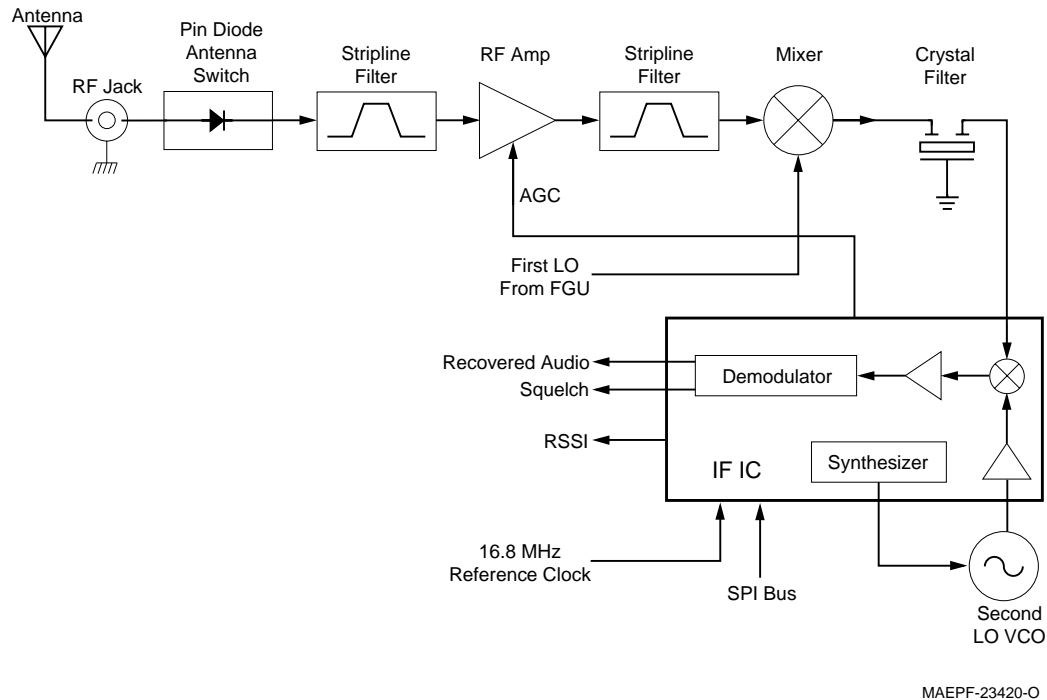 Antenna
Pin Diode
Antenna
Switch
RF Jack
Stripline
Filter
RF Amp
Stripline
Filter
Mixer
Crystal
Filter
AGC
First LO
From FGU
Recovered Audio
Squelch
Demodulator
RSSI
IF IC
Synthesizer
16.8 MHz
Reference Clock
SPI Bus
Second
LO VCO
MAEPF-23420-O